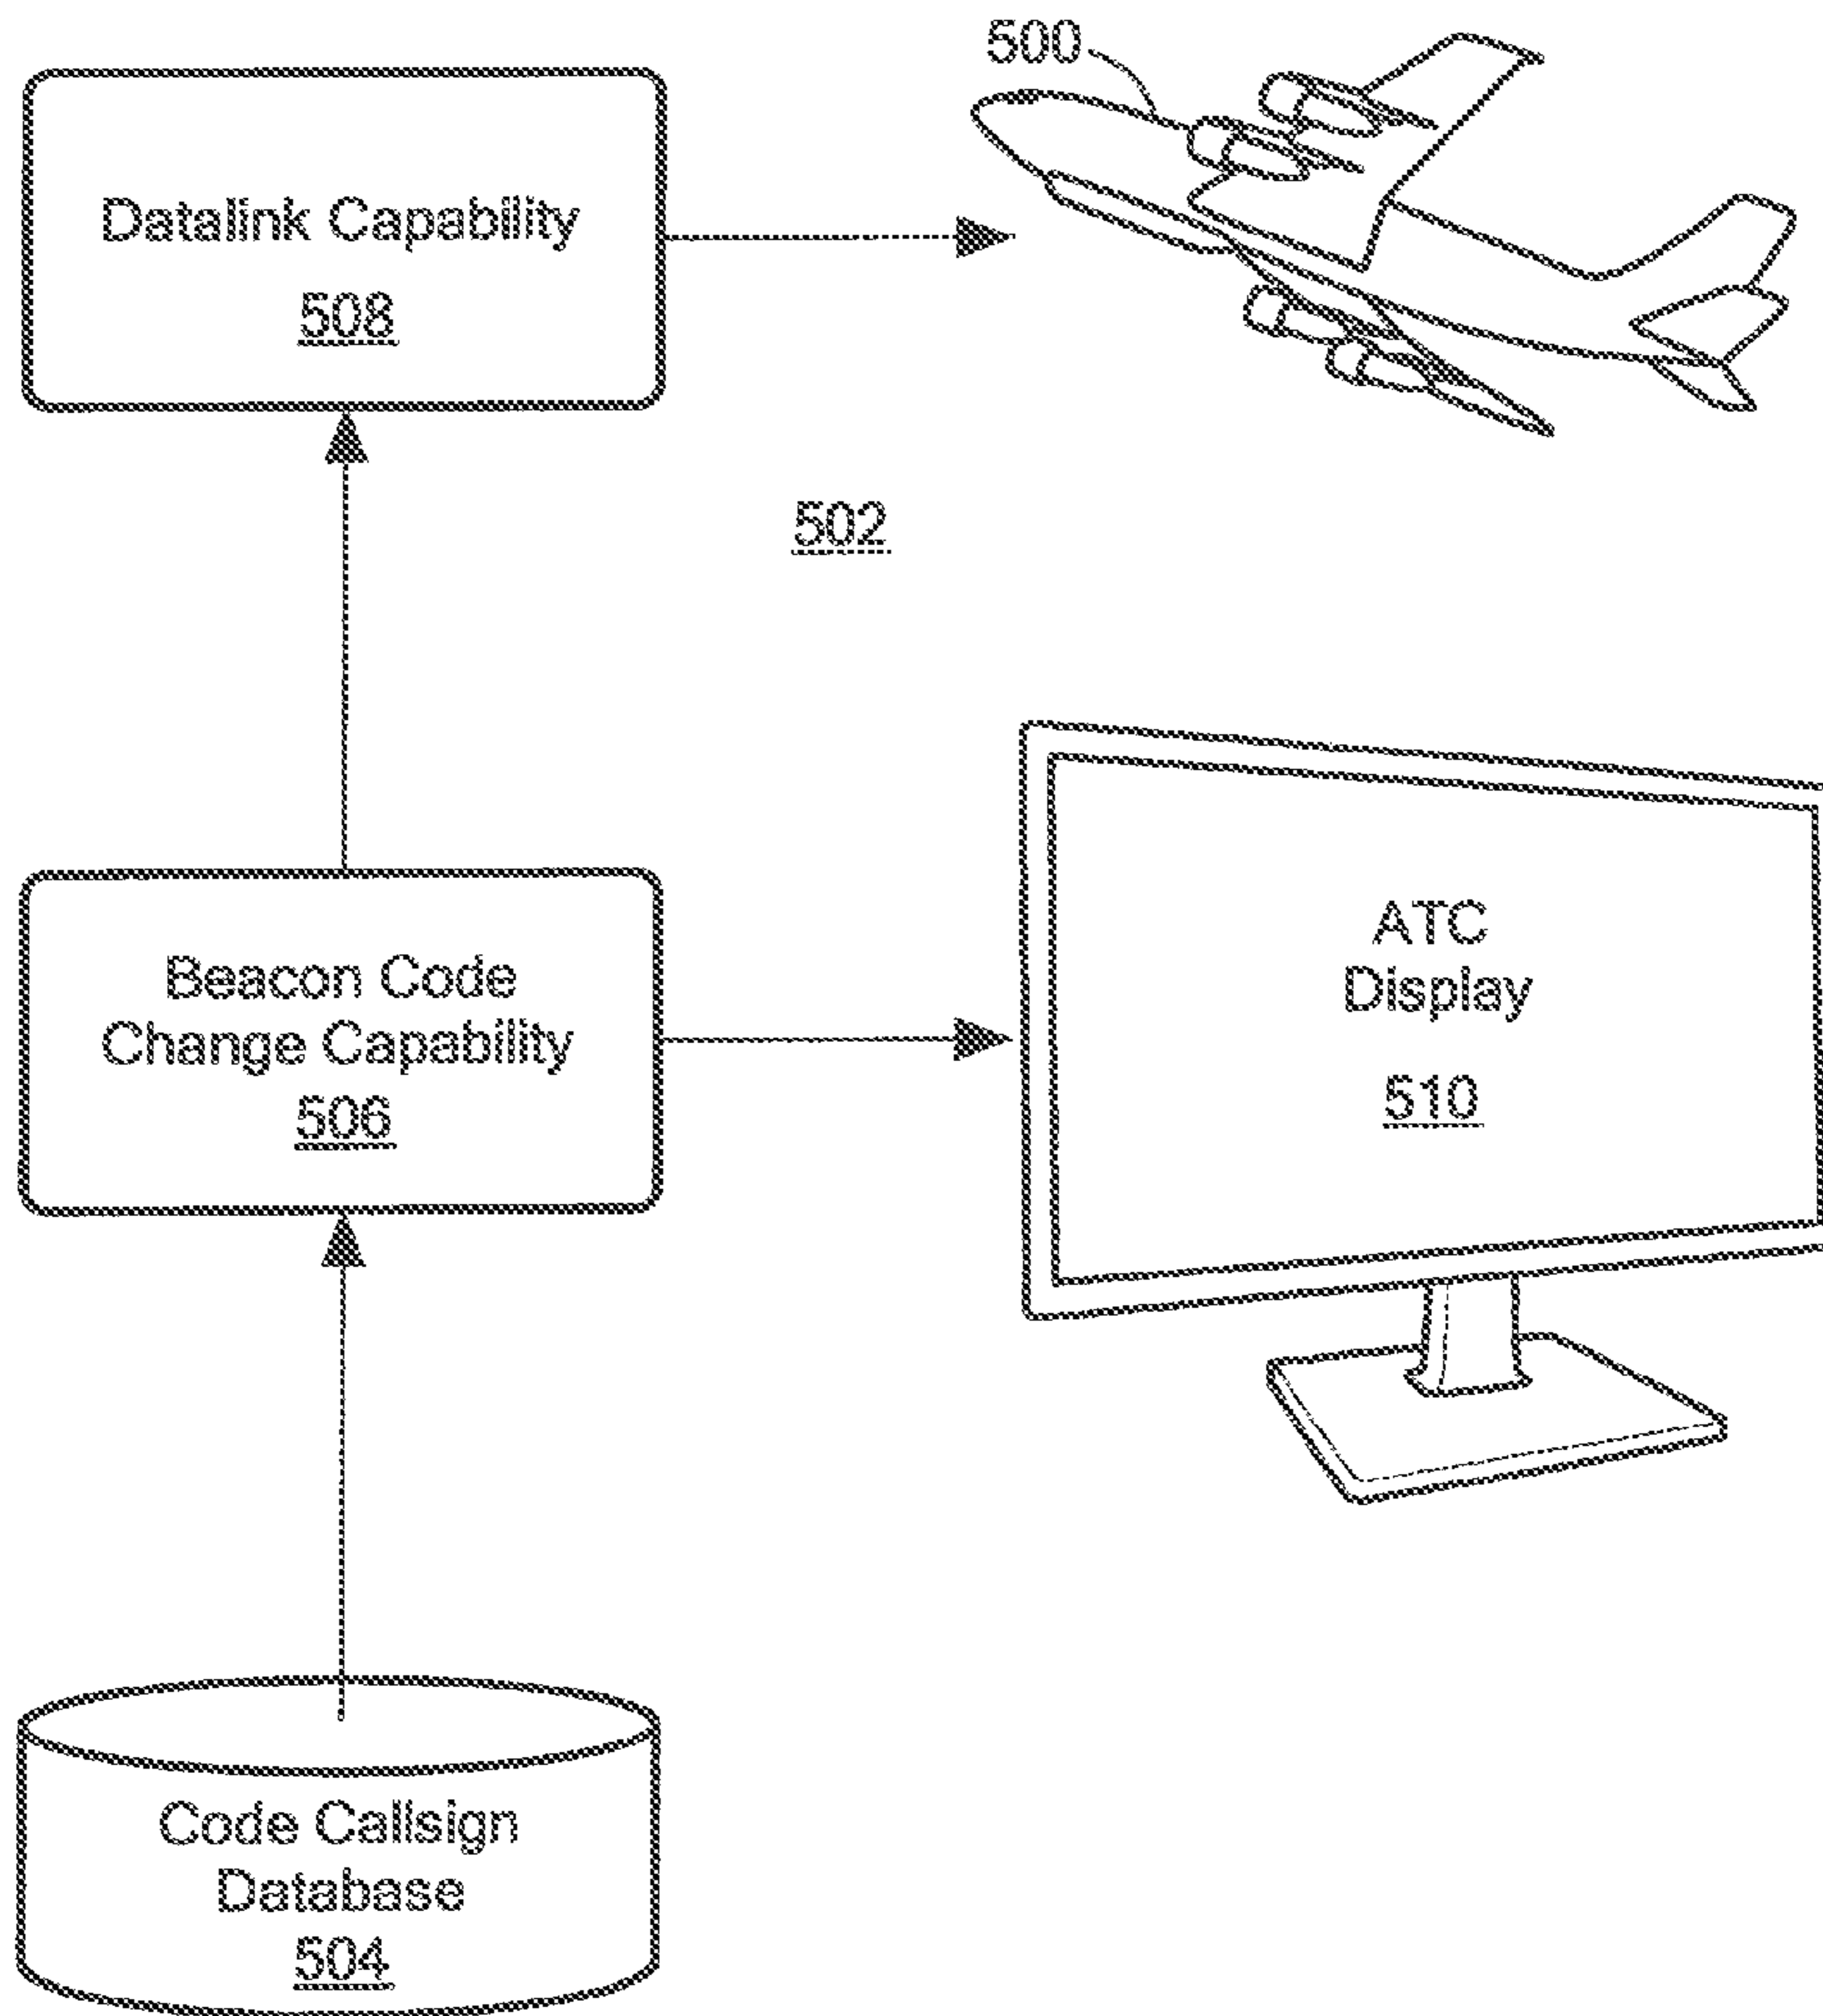 500
Datalink Capability
508
502
Beacon Code
Change Capability
506
ATC
Display
510
Code Callsign
Database
504